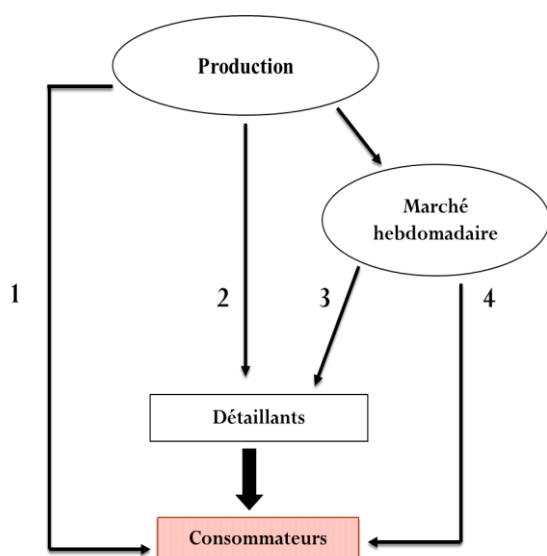 Production
Marché
hebdomadaire
1
2
3
4
Détaillants
Consommateurs